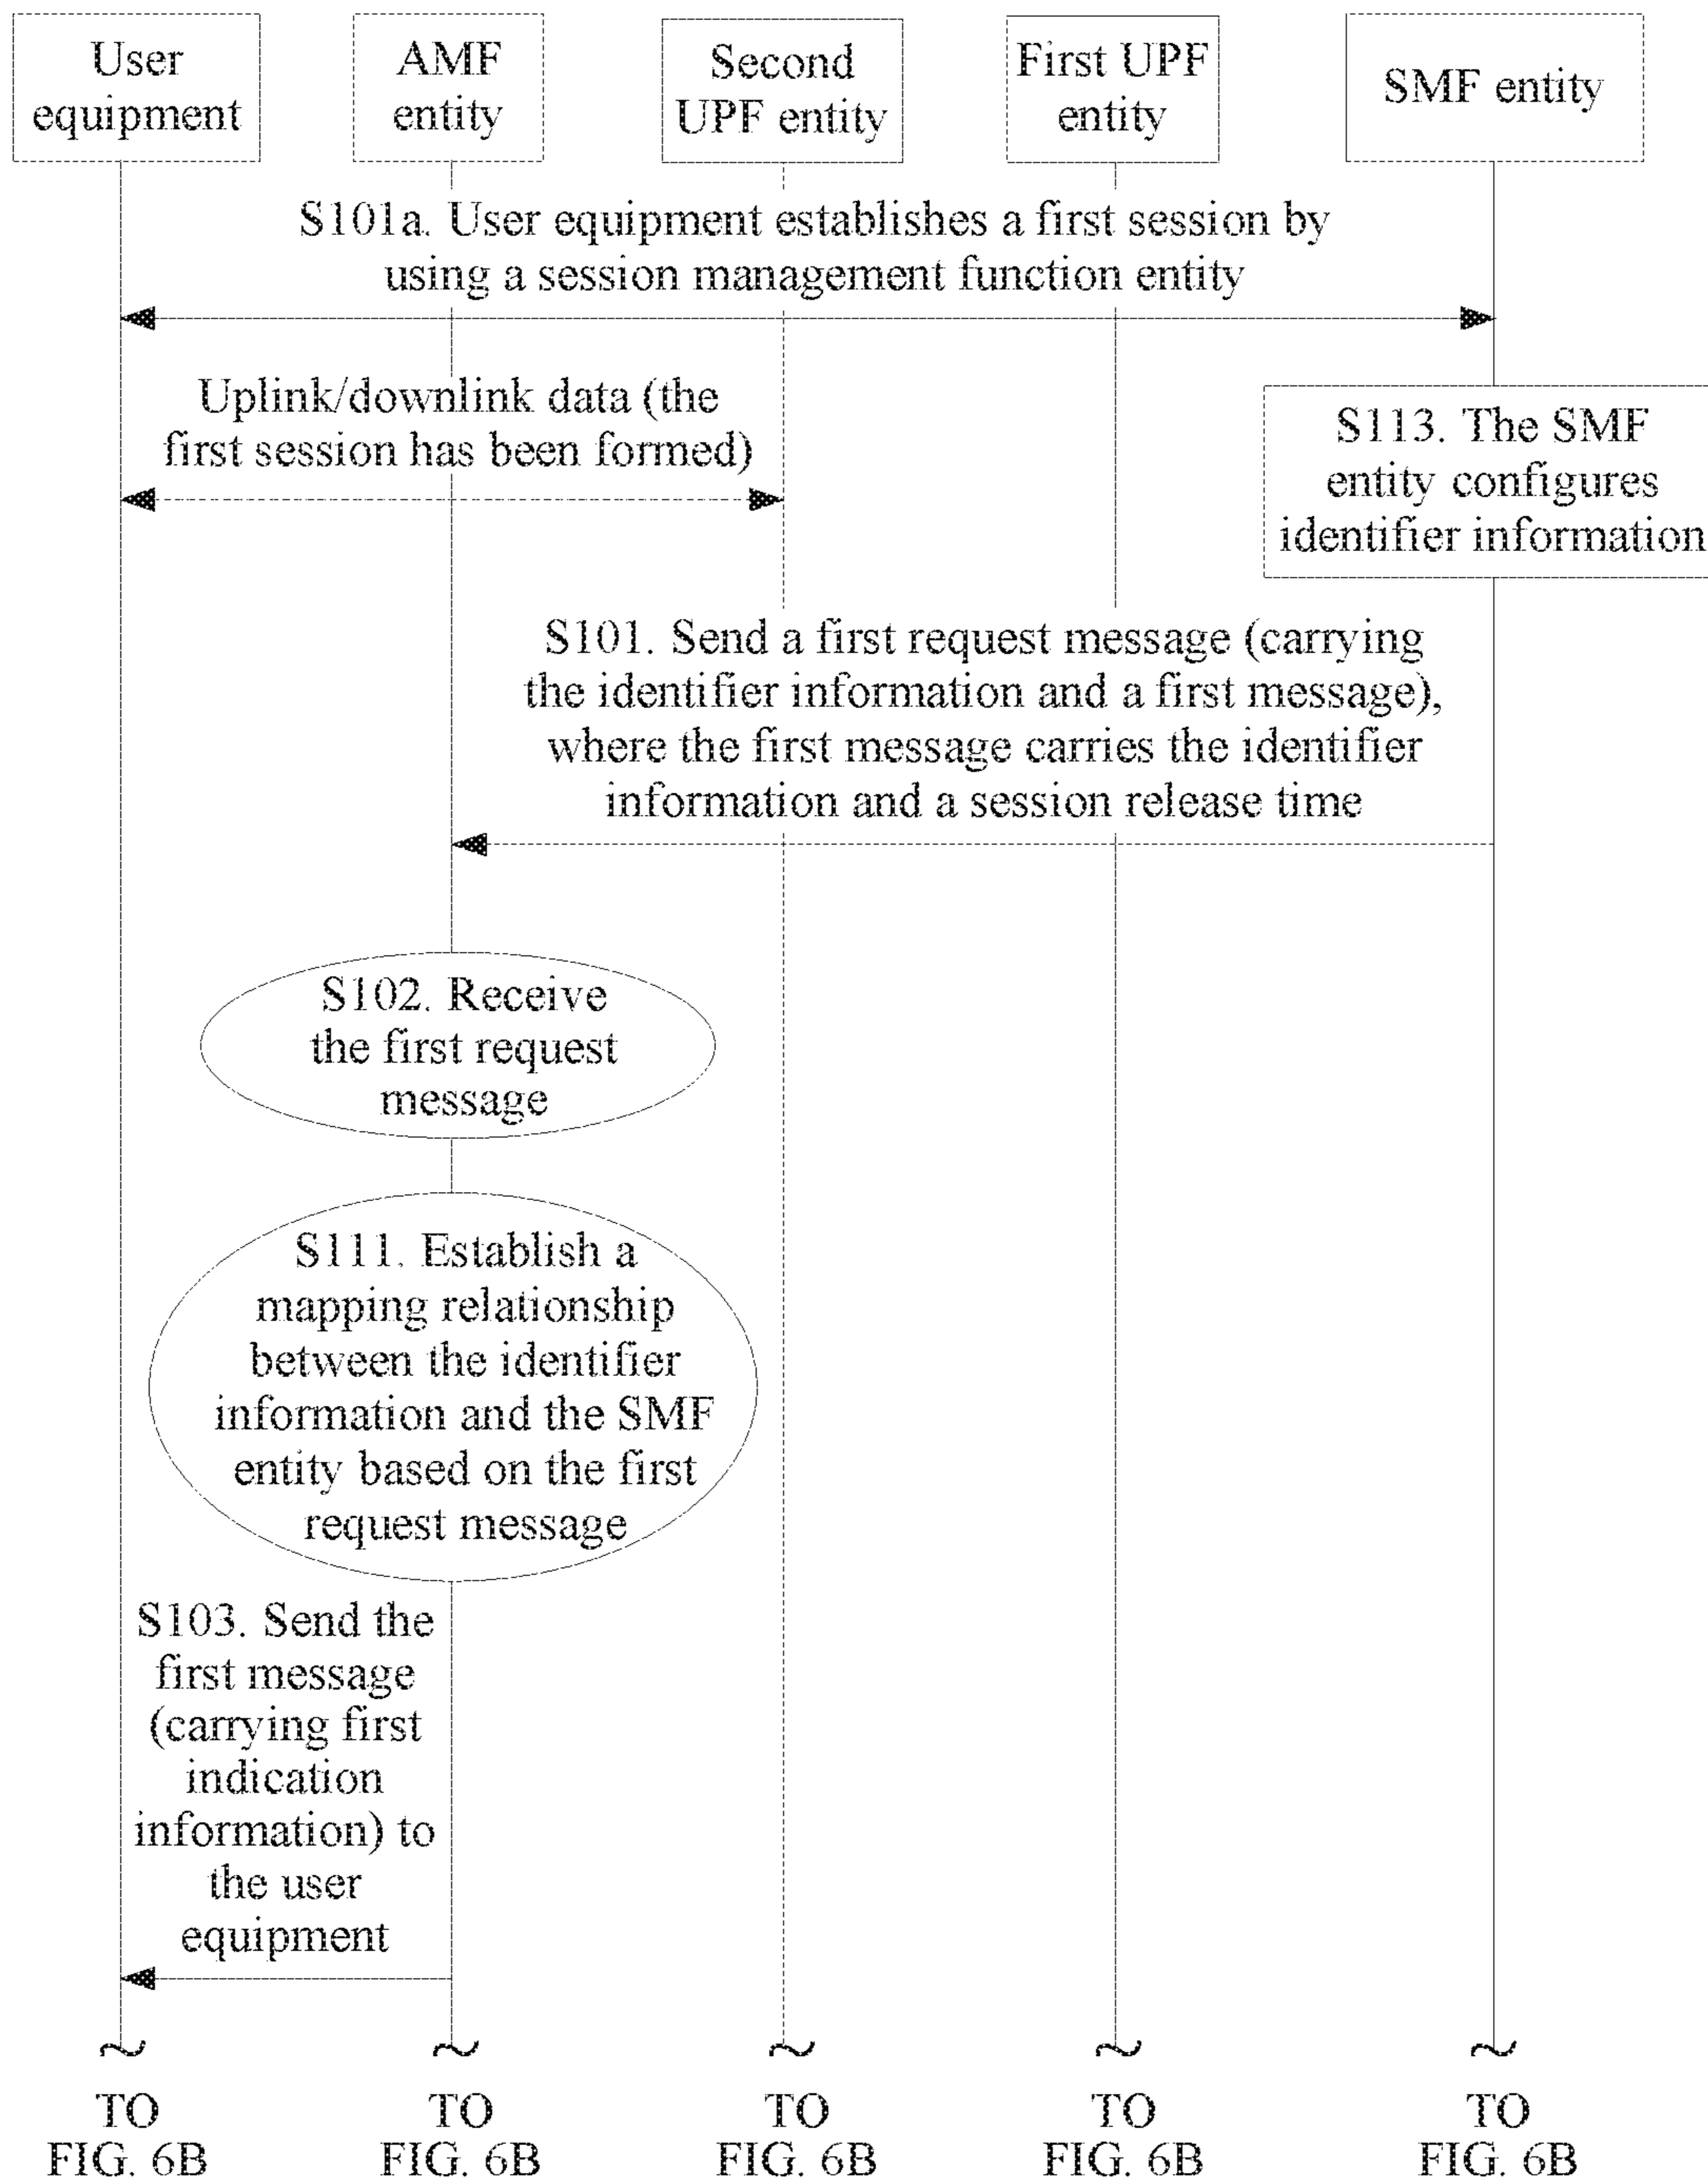 User
equipment
AMF
entity
Second
UPF entity
First UPF
entity
SMF entity
S101a. User equipment establishes a first session by
using a session management function entity
Uplink/downlink data (the
first session has been formed)
S113. The SMF
entity configures
identifier information
S101. Send a first request message (carrying
the identifier information and a first message),
where the first message carries the identifier
information and a session release time
S102. Receive
the first request
message
S111. Establish a
mapping relationship
between the identifier
information and the SMF
entity based on the first
request message
S103. Send the
first message
(carrying first
indication
information) to
the user
equipment
TO
FIG. 6B
TO
FIG. 6B
TO
FIG. 6B
TO
FIG. 6B
TO
FIG. 6B